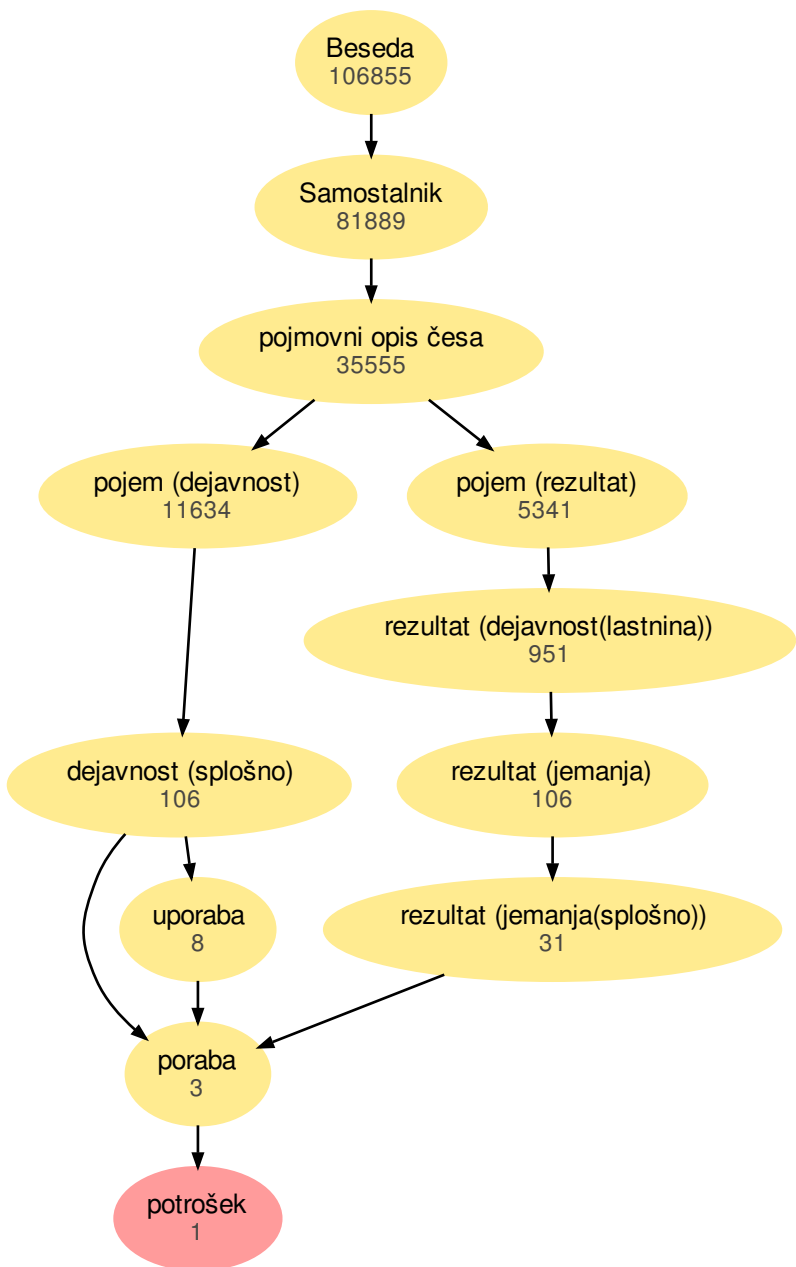 Beseda
106855
Samostalnik
81889
pojmovni opis česa
35555
pojem (dejavnost)
11634
pojem (rezultat)
5341
rezultat (dejavnost(lastnina))
951
dejavnost (splošno)
106
rezultat (jemanja)
106
uporaba
8
rezultat (jemanja(splošno))
31
poraba
3
potrošek
1